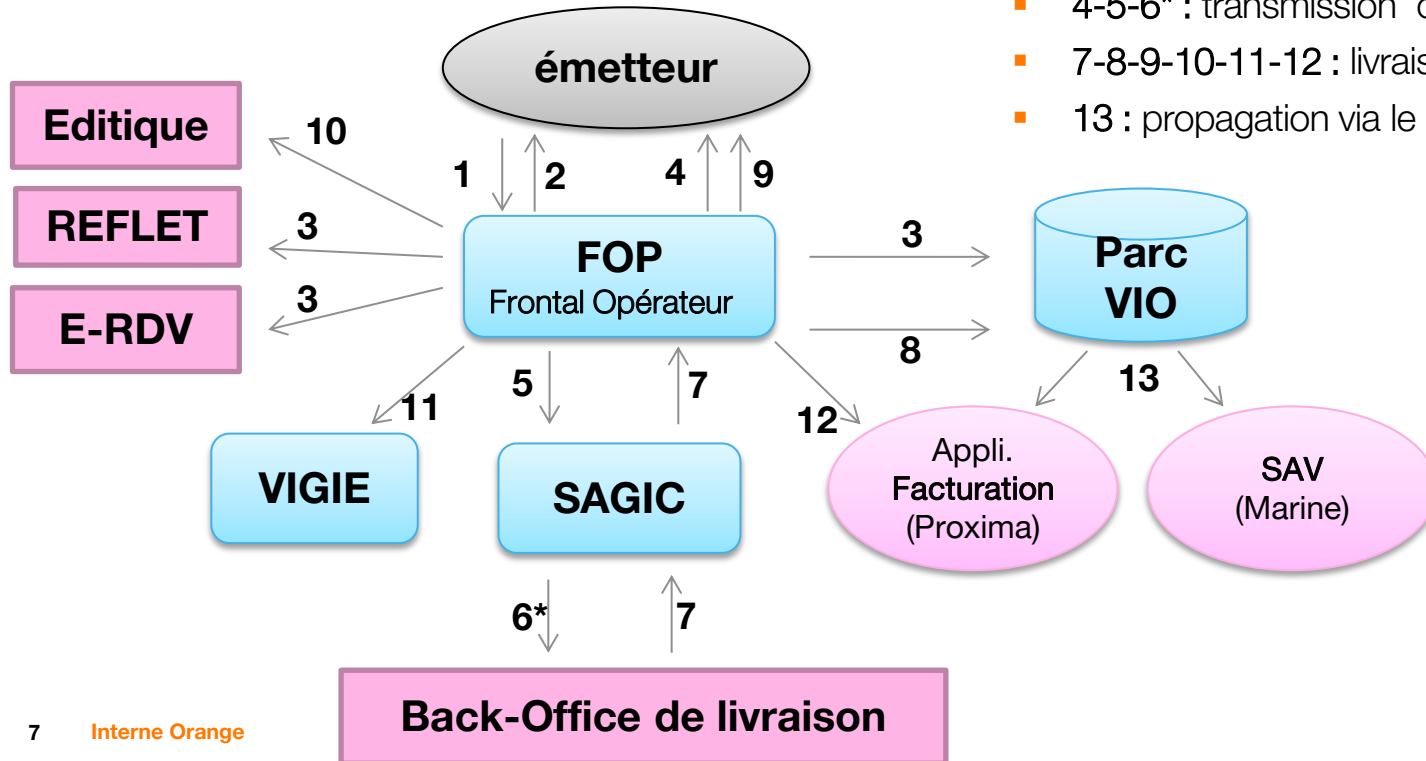 4-5-6* : transmission
7-8-9-10-11-12 :
13 : propagation via le
émetteur
Editique
10
1
2
4
9
REFLET
3
FOP
Frontal Opérateur
3
Parc
VIO
E-RDV
3
8
5
7
13
11
12
VIGIE
SAGIC
Appli.
Facturation
(Proxima)
SAV
(Marine)
6*
7
Back-Office de livraison
7 Interne Orange